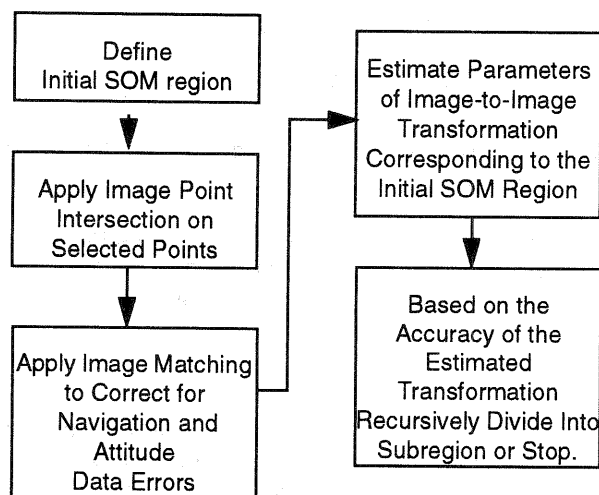 Define
Initial SOM region
Apply Image Point
Intersection on
Selected Points
Apply Image Matching
to Correct for
Navigation and
Attitude
Data Errors
Estimate Parameters
of Image-to-Image
Transformation
Corresponding to the
Initial SOM Region
Based on the
Accuracy of the
Estimated
Transformation
Recursively Divide Into
Subregion or Stop.